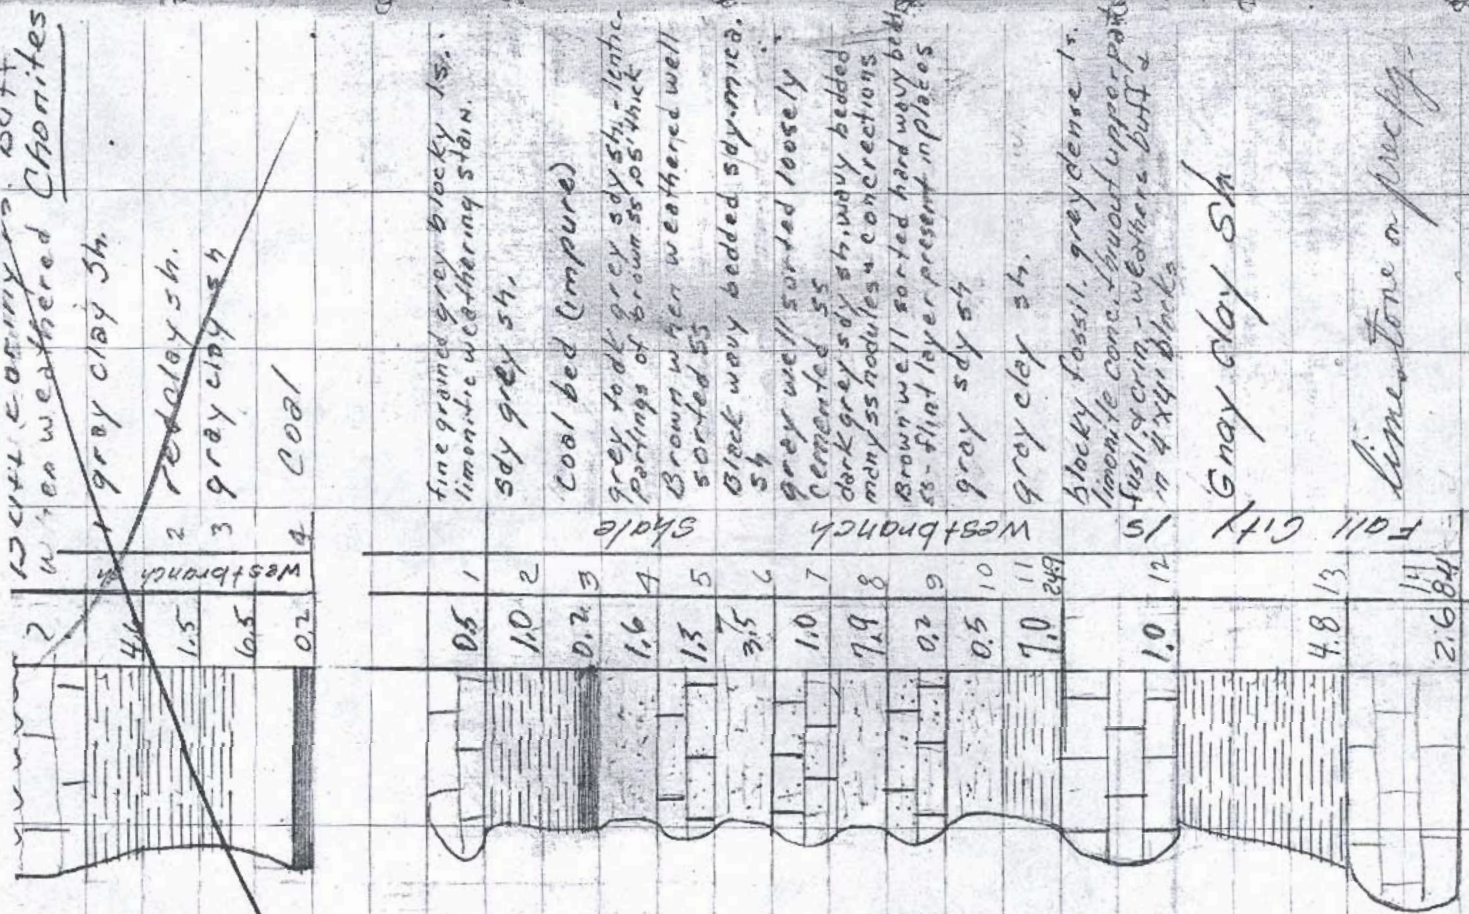 when weathered Chonites
gray clay sh.
2 red clay sh.
3 gray clay sh
4 Coal
Westbranch sh
2
1.5
6.5
0.2
fine grained grey blocky ls.
limonitic weathering stain.
0.5 1
sdy grey sh.
1.0 2
Coal bed (impure)
0.2 3
grey to dk grey sdy sh - lentic.
partings of brown ss .05 thick
1.6 4
Brown when weathered well
sorted ss
1.3 5
Black wavy bedded sdy. mica.
sh
3.5 6
grey well sorted loosely
Cemented ss
1.0 7
dark grey sdy sh, wavy bedded
many ss nodules & concretions
7.9 8
Brown well sorted hard wavy bedd
ss - flint layer present in places
0.2 9
gray sdy sh
0.5 10
gray clay sh.
7.0 11
24.9
Westbranch shale
blocky fossil. grey dense ls.
limonite conc. thruout upper part
fusil & crin. - weathers buff &
in 4"x4" blocks
1.0 12
Gray Clay Sh
4.8 13
limestone
2.6 14
8.4
Fall City ls